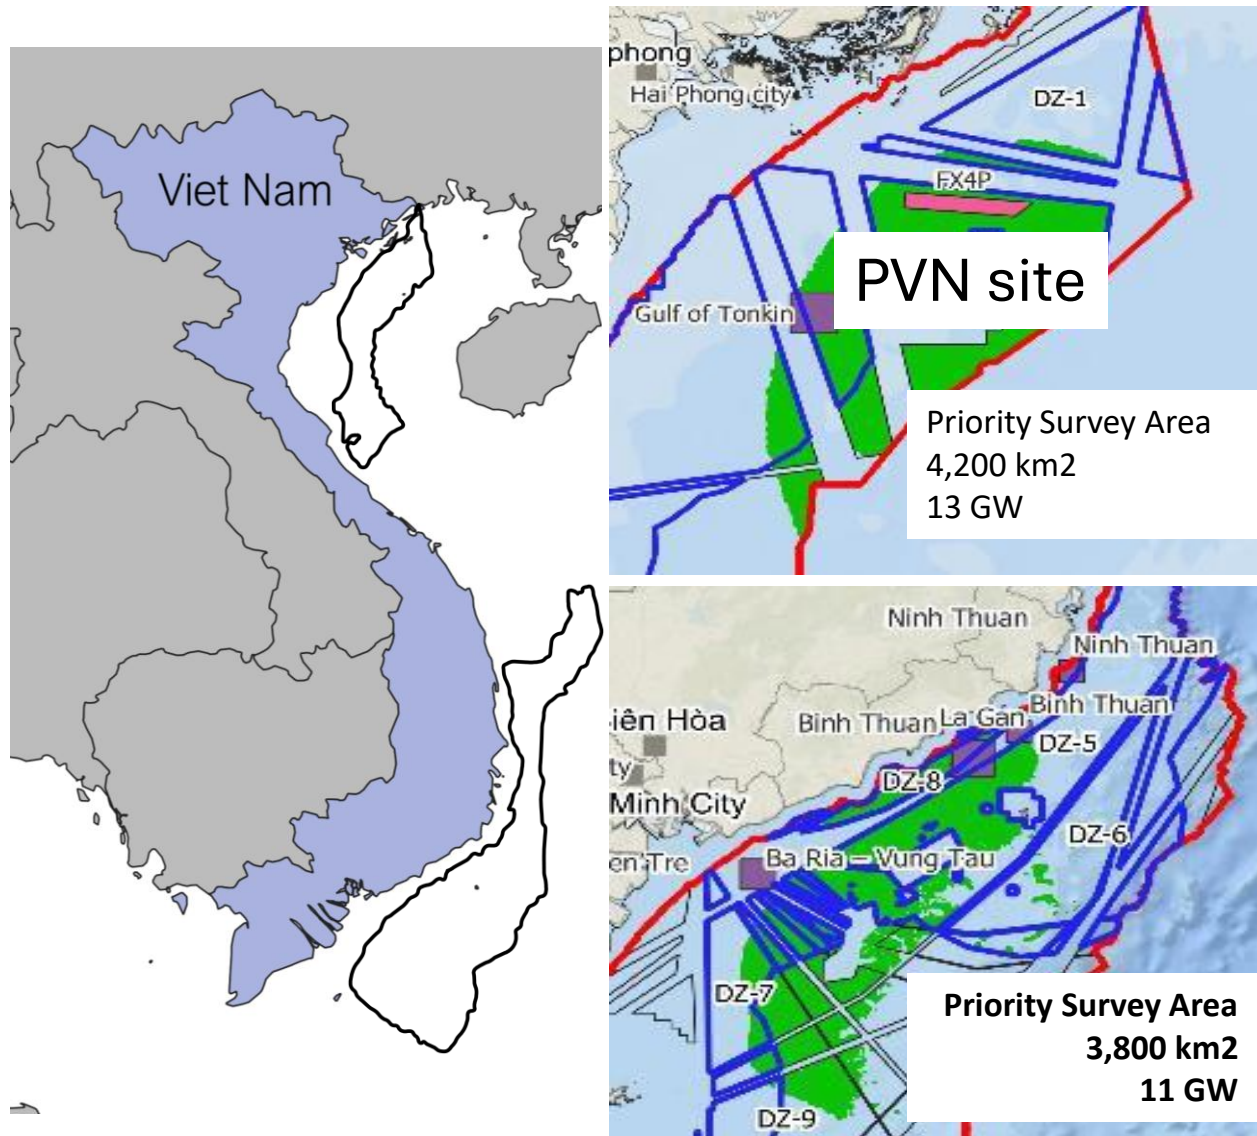 Viet Nam
phong
Hai Phong city
DZ-1
FX4P
PVN site
Gulf of Tonkin
Priority Survey Area
4,200 km2
13 GW
Ninh Thuan
Ninh Thuan
iên Hòa
Binh Thuan
La Gan
Binh Thuan
DZ-5
ty
DZ-8
Minh City
DZ-6
en Tre
Ba Ria – Vung Tau
DZ-7
Priority Survey Area
3,800 km2
11 GW
DZ-9